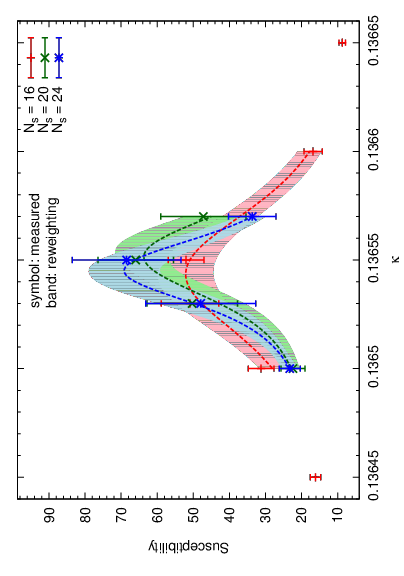 N_s = 16
N_s = 20
N_s = 24
symbol: measured
band: reweighting
Susceptibility
90
80
70
60
50
40
30
20
10
0.13645
0.1365
0.13655
0.1366
0.13665
κ